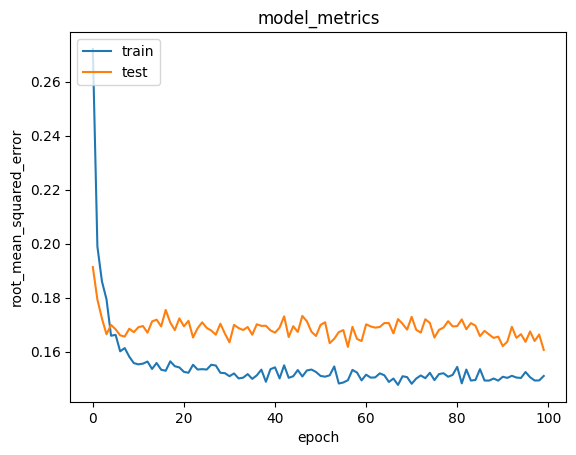 model_metrics
train
test
root_mean_squared_error
0.26
0.24
0.22
0.20
0.18
0.16
0 20 40 60 80 100
epoch